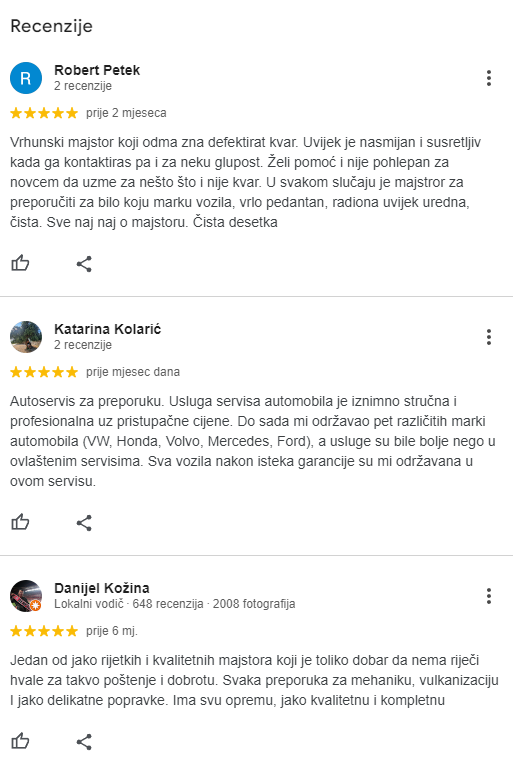 Recenzije
R
Robert Petek
2 recenzije
prije 2 mjeseca
Vrhunski majstor koji odma zna defektirat kvar. Uvijek je nasmijan i susretljiv
kada ga kontaktiras pa i za neku glupost. Želi pomoć i nije pohlepan za
novcem da uzme za nešto što i nije kvar. U svakom slučaju je majstror za
preporučiti za bilo koju marku vozila, vrlo pedantan, radiona uvijek uredna,
čista. Sve naj naj o majstoru. Čista desetka
Katarina Kolarić
2 recenzije
prije mjesec dana
Autoservis za preporuku. Usluga servisa automobila je iznimno stručna i
profesionalna uz pristupačne cijene. Do sada mi održavao pet različitih marki
automobila (VW, Honda, Volvo, Mercedes, Ford), a usluge su bile bolje nego u
ovlaštenim servisima. Sva vozila nakon isteka garancije su mi održavana u
ovom servisu.
Danijel Kožina
Lokalni vodič · 648 recenzija · 2008 fotografija
prije 6 mj.
Jedan od jako rijetkih i kvalitetnih majstora koji je toliko dobar da nema riječi
hvale za takvo poštenje i dobrotu. Svaka preporuka za mehaniku, vulkanizaciju
I jako delikatne popravke. Ima svu opremu, jako kvalitetnu i kompletnu